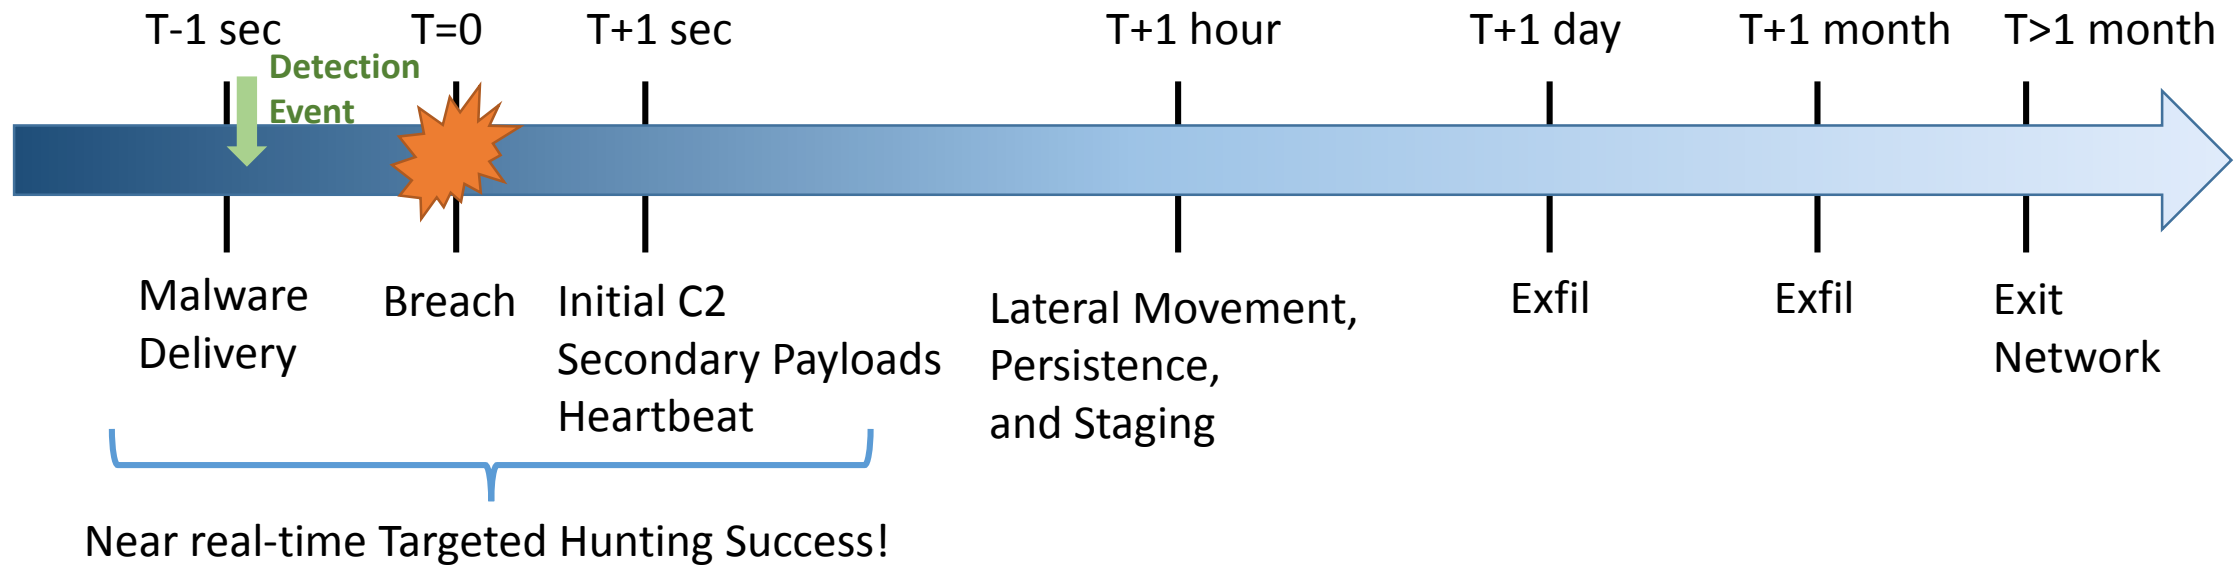 T-1 sec
T=0
T+1 sec
T+1 hour
T+1 day
T+1 month
T>1 month
Detection
Event
Malware
Delivery
Breach
Initial C2
Secondary Payloads
Heartbeat
Lateral Movement,
Persistence,
and Staging
Exfil
Exfil
Exit
Network
Near real-time Targeted Hunting Success!